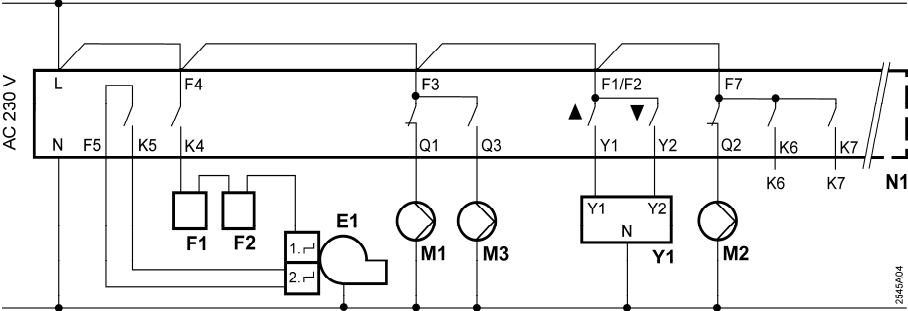 AC 230 V
L F4 F3 F1/F2 F7
▲ ▼
N F5 K5 K4 Q1 Q3 Y1 Y2 Q2 K6 K7
K6 K7 N1
Y1 Y2
N
F1 F2 E1 M1 M3 Y1 M2
1.
2.
2545A04